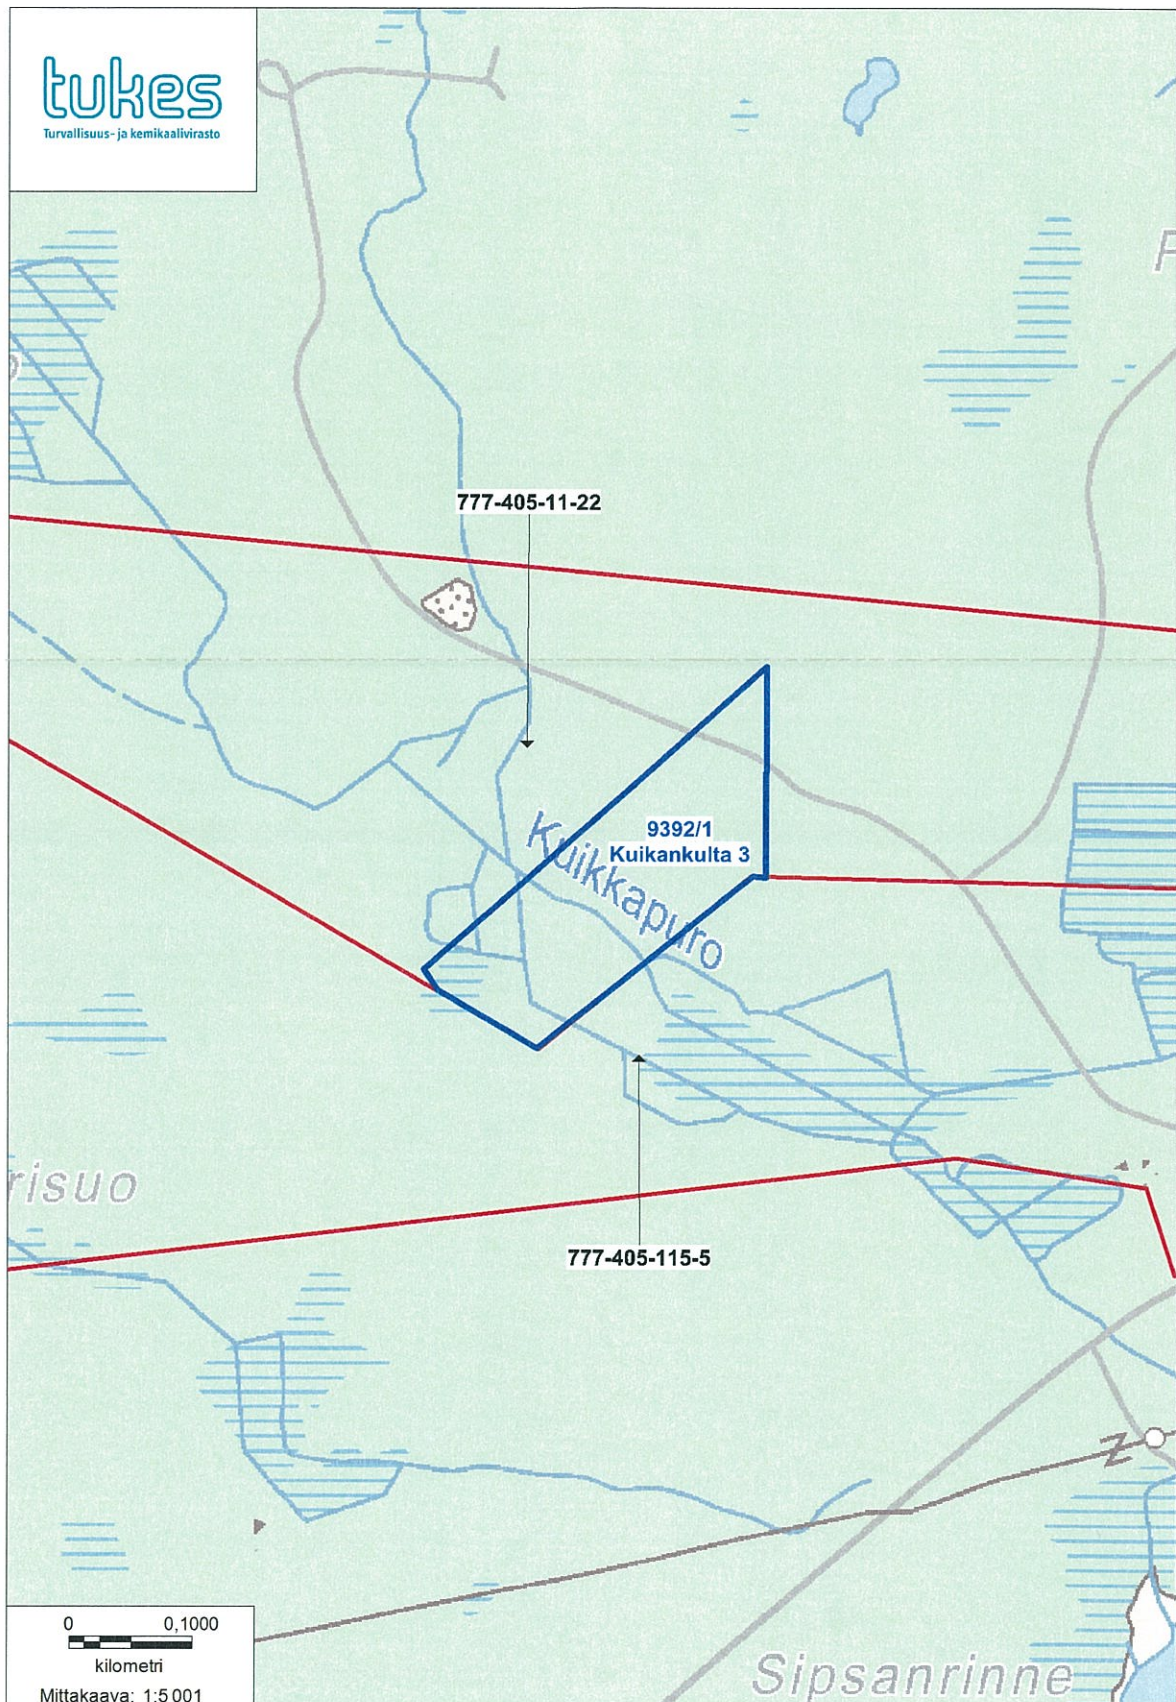 tukes
Turvallisuus- ja kemikaalivirasto
777-405-11-22
9392/1
Kuikankulta 3
Kuikkapuro
risuo
777-405-115-5
Z
0 0,1000
kilometri
Mittakaava: 1:5 001
Sipsanrinne